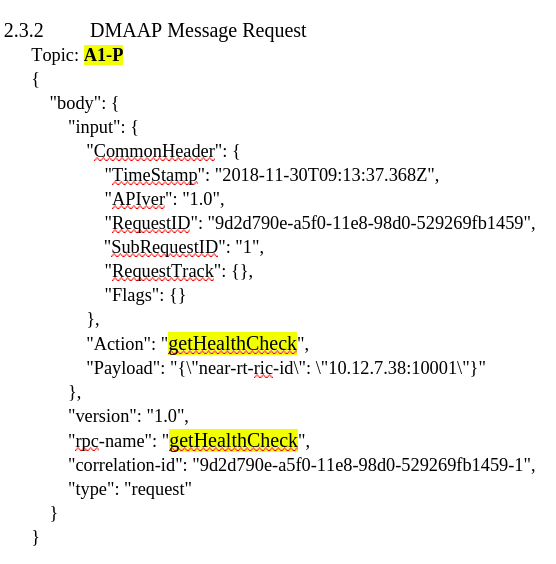 2.3.2 DMAAP Message Request
Topic: A1-P
{
"body": {
"input": {
"CommonHeader": {
"TimeStamp": "2018-11-30T09:13:37.368Z",
"APIver": "1.0",
"RequestID": "9d2d790e-a5f0-11e8-98d0-529269fb1459",
"SubRequestID": "1",
"RequestTrack": {},
"Flags": {}
},
"Action": "getHealthCheck",
"Payload": "{\"near-rt-ric-id\": \"10.12.7.38:10001\"}"
},
"version": "1.0",
"rpc-name": "getHealthCheck",
"correlation-id": "9d2d790e-a5f0-11e8-98d0-529269fb1459-1",
"type": "request"
}
}